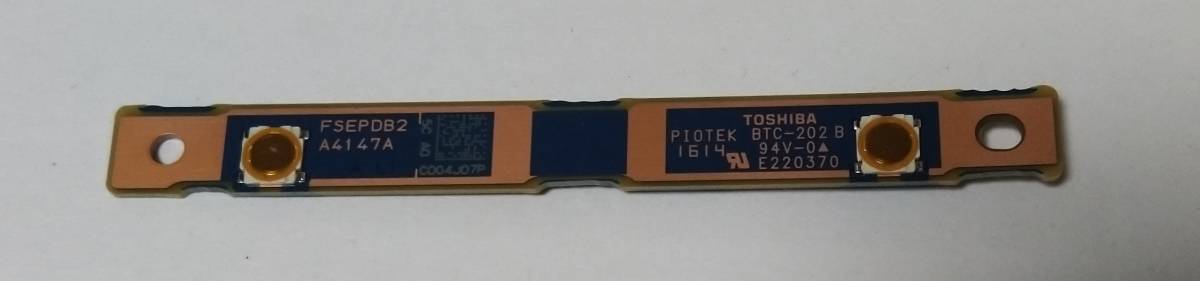 FSEPDB2
A4147A
C0G4J07P
TOSHIBA
PIOTEK BTC-202 B
1614 94V-0▲
E220370